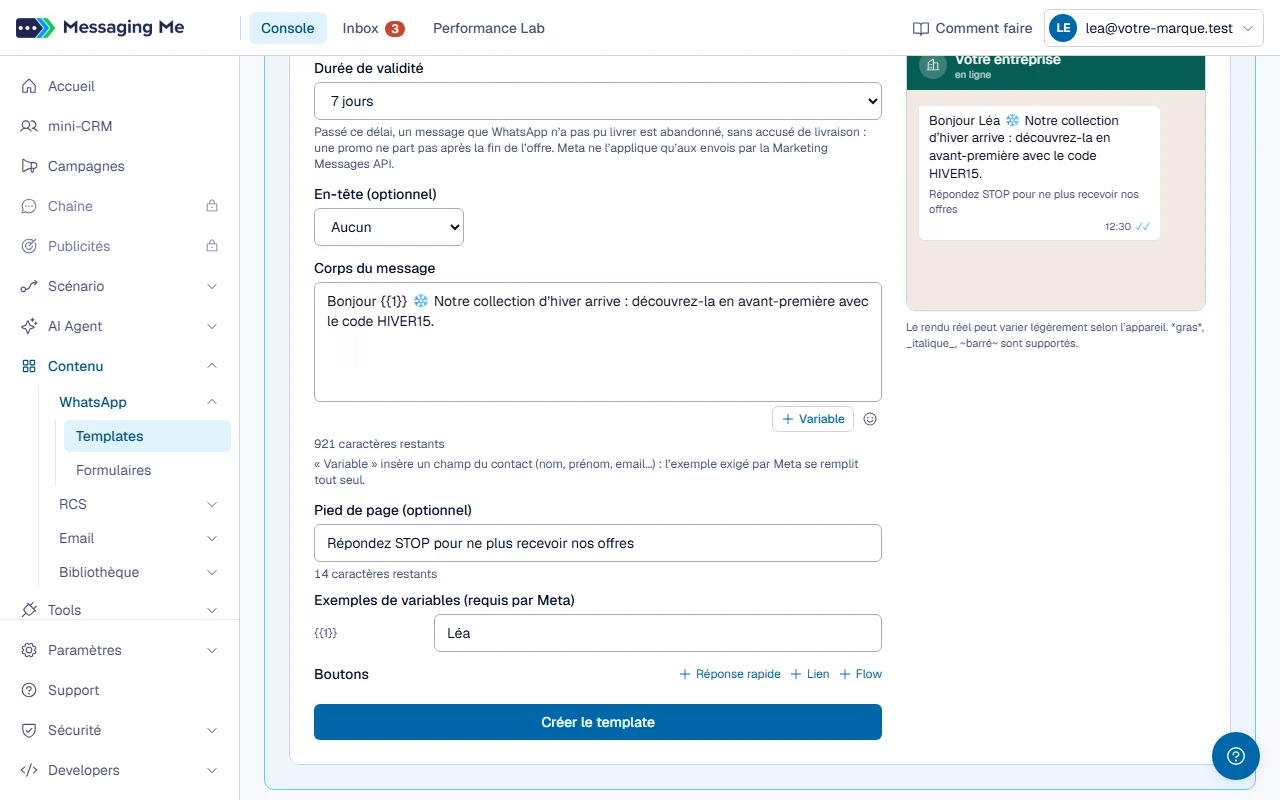 Messaging Me
Console
Inbox 3
Performance Lab
Comment faire
LE lea@votre-marque.test
Accueil
mini-CRM
Campagnes
Chaîne
Publicités
Scénario
AI Agent
Contenu
WhatsApp
Templates
Formulaires
RCS
Email
Bibliothèque
Tools
Paramètres
Support
Sécurité
Developers
Durée de validité
7 jours
Passé ce délai, un message que WhatsApp n’a pas pu livrer est abandonné, sans accusé de livraison :
une promo ne part pas après la fin de l’offre. Meta ne l’applique qu’aux envois par la Marketing
Messages API.
En-tête (optionnel)
Aucun
Corps du message
Bonjour {{1}} ❄️ Notre collection d’hiver arrive : découvrez-la en avant-première avec
le code HIVER15.
+ Variable
921 caractères restants
« Variable » insère un champ du contact (nom, prénom, email…) : l’exemple exigé par Meta se remplit
tout seul.
Pied de page (optionnel)
Répondez STOP pour ne plus recevoir nos offres
14 caractères restants
Exemples de variables (requis par Meta)
{{1}}
Léa
Boutons
+ Réponse rapide + Lien + Flow
Créer le template
Votre entreprise
en ligne
Bonjour Léa ❄️ Notre collection
d’hiver arrive : découvrez-la en
avant-première avec le code
HIVER15.
Répondez STOP pour ne plus recevoir nos
offres
12:30 ✓✓
Le rendu réel peut varier légèrement selon l’appareil. *gras*,
_italique_, ~barré~ sont supportés.